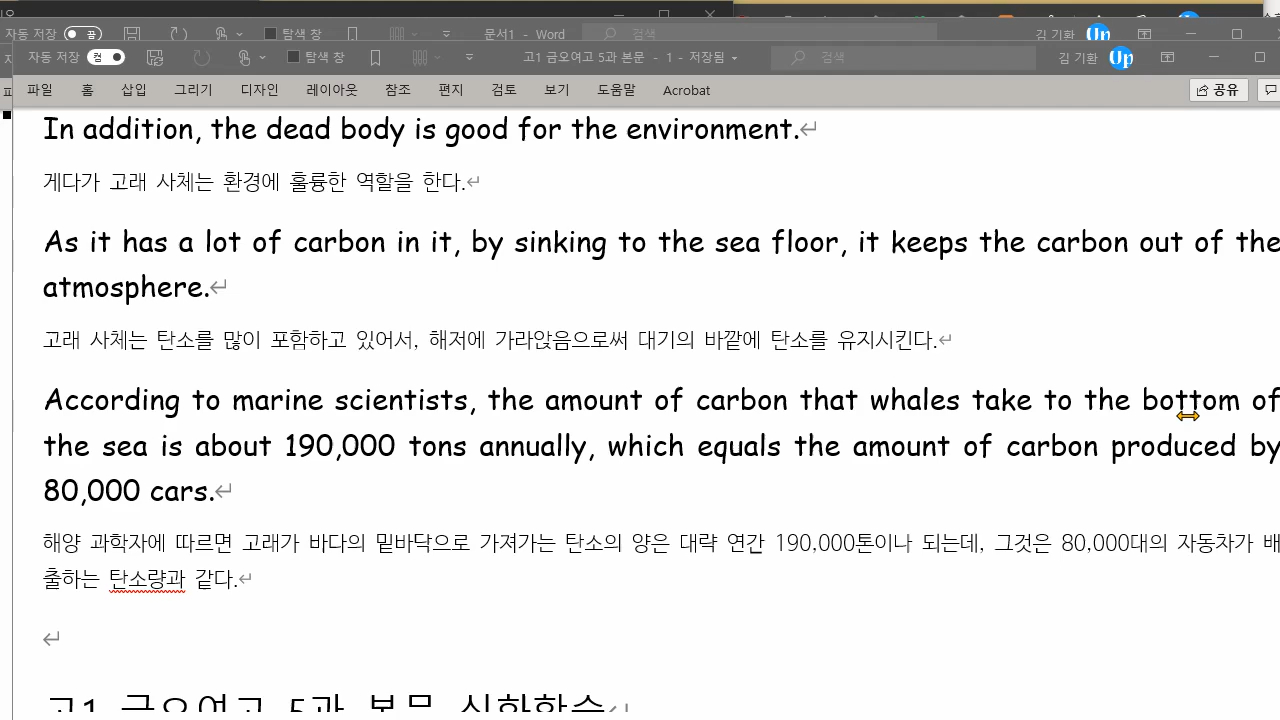 자동 저장 끔 탐색 창 문서1 - Word 검색 김 기환 Up
자동 저장 켬 탐색 창 고1 금오여고 5과 본문 - 1 - 저장됨 검색 김 기환 Up
파일 홈 삽입 그리기 디자인 레이아웃 참조 편지 검토 보기 도움말 Acrobat 공유
In addition, the dead body is good for the environment.
게다가 고래 사체는 환경에 훌륭한 역할을 한다.
As it has a lot of carbon in it, by sinking to the sea floor, it keeps the carbon out of the
atmosphere.
고래 사체는 탄소를 많이 포함하고 있어서, 해저에 가라앉음으로써 대기의 바깥에 탄소를 유지시킨다.
According to marine scientists, the amount of carbon that whales take to the bottom of
the sea is about 190,000 tons annually, which equals the amount of carbon produced by
80,000 cars.
해양 과학자에 따르면 고래가 바다의 밑바닥으로 가져가는 탄소의 양은 대략 연간 190,000톤이나 되는데, 그것은 80,000대의 자동차가 배
출하는 탄소량과 같다.
고1 금오여고 5과 본문 심화학습